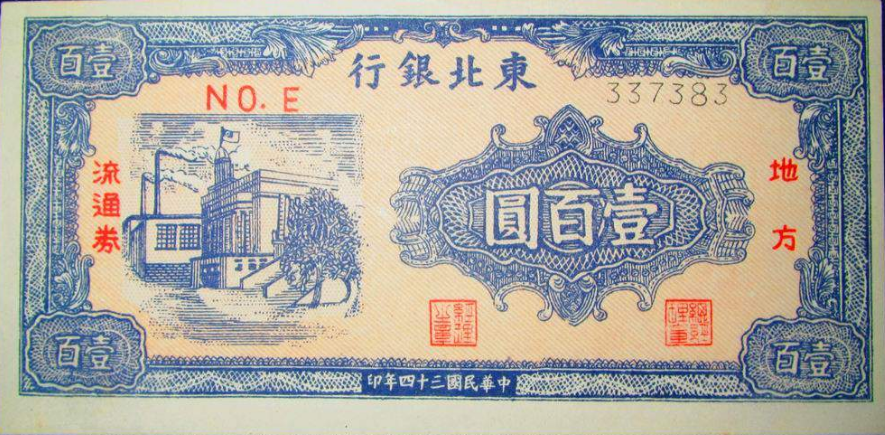 壹百
壹百
東北銀行
NO. E
337383
地方
流通券
壹百圓
壹百
壹百
中華民國三十四年印